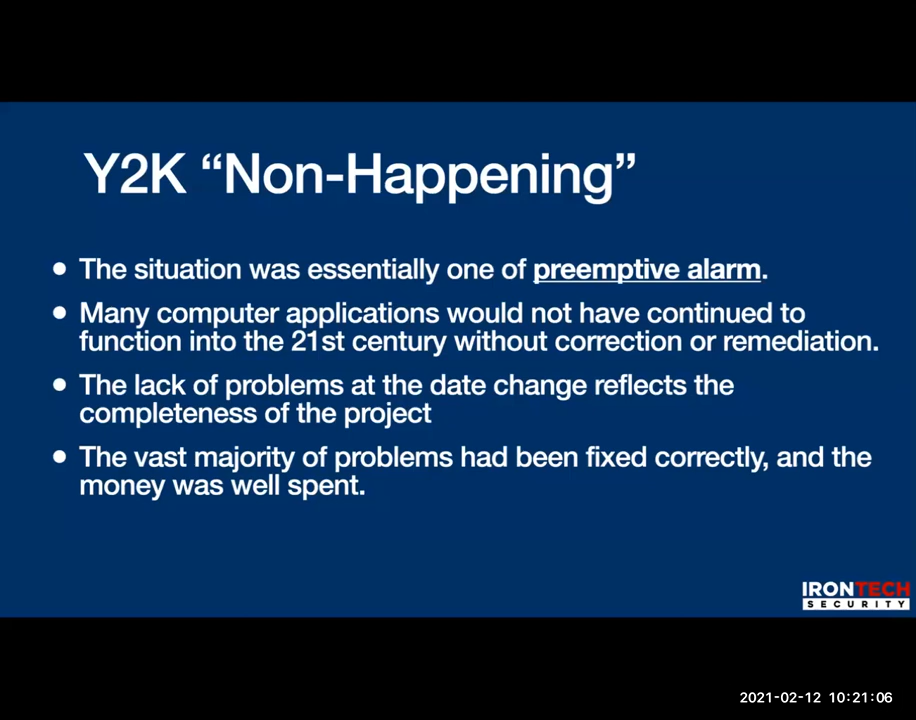 Y2K “Non-Happening”
• The situation was essentially one of preemptive alarm.
• Many computer applications would not have continued to
function into the 21st century without correction or remediation.
• The lack of problems at the date change reflects the
completeness of the project
• The vast majority of problems had been fixed correctly, and the
money was well spent.
IRONTECH
SECURITY
2021-02-12 10:21:06